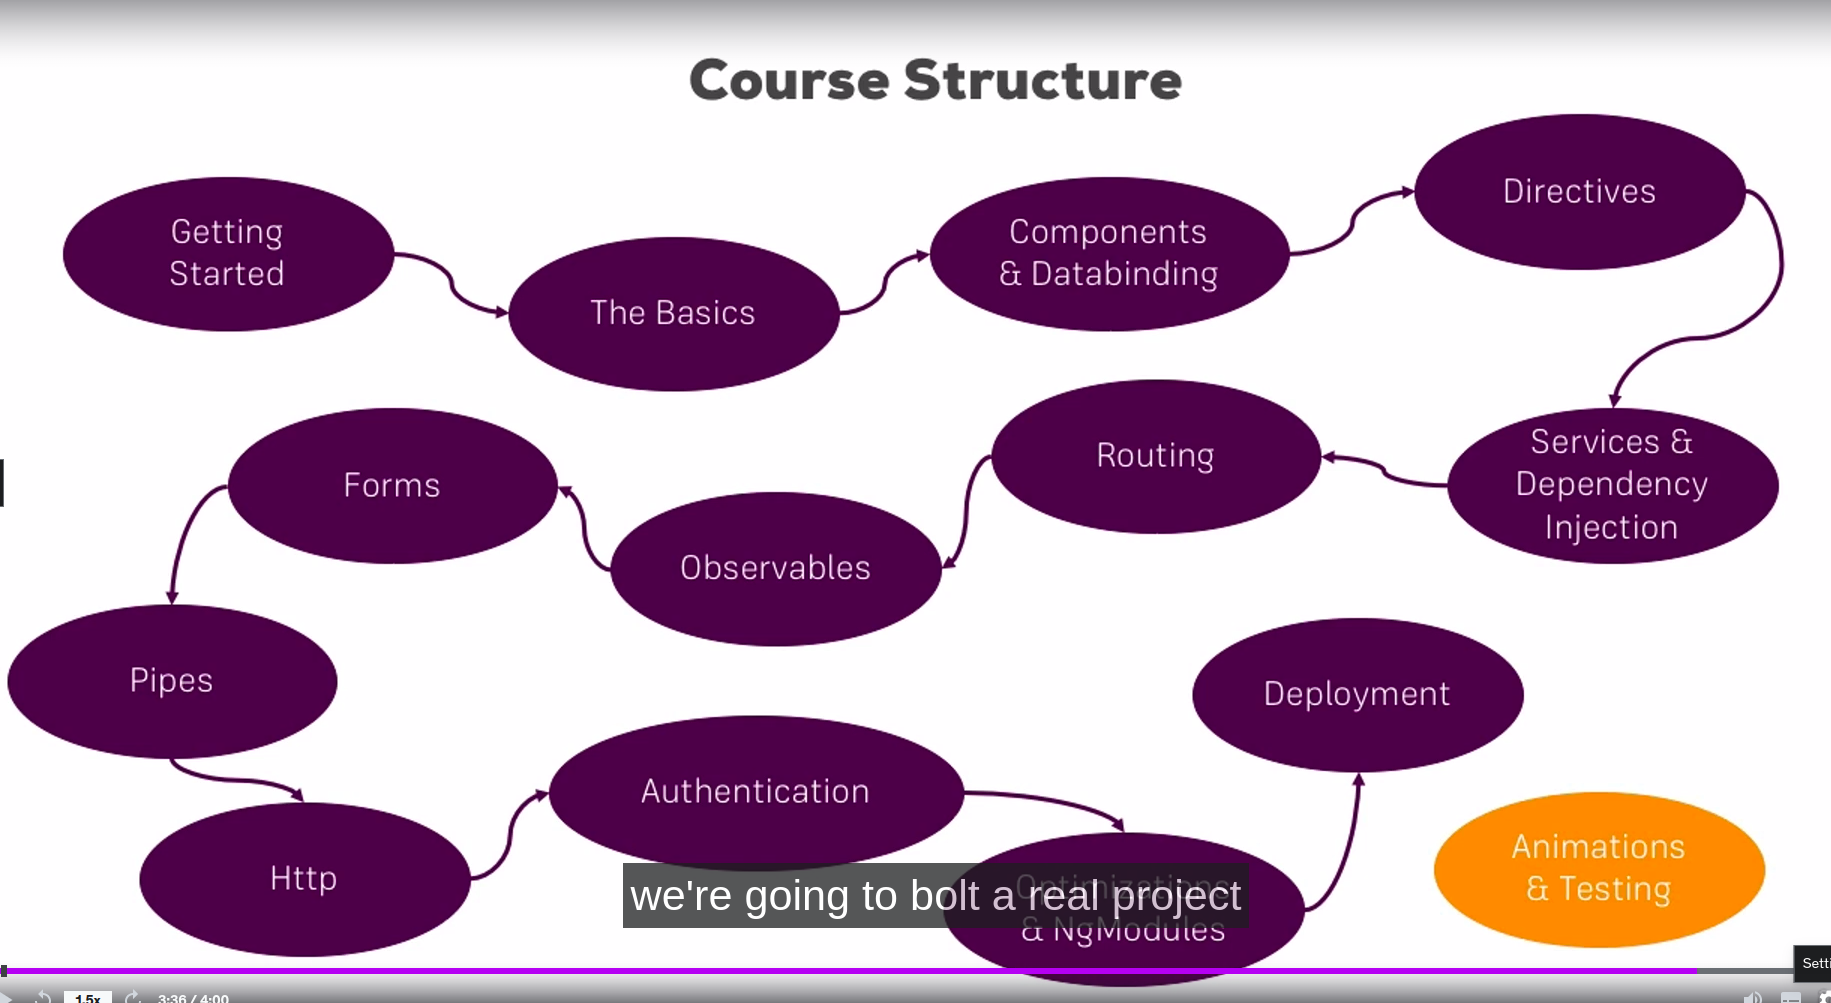 Course Structure
Getting
Started
The Basics
Components
& Databinding
Directives
Services &
Dependency
Injection
Routing
Observables
Forms
Pipes
Http
Authentication
Optimizations
& NgModules
Deployment
Animations
& Testing
we're going to bolt a real project
1.5x
3:36 / 4:00